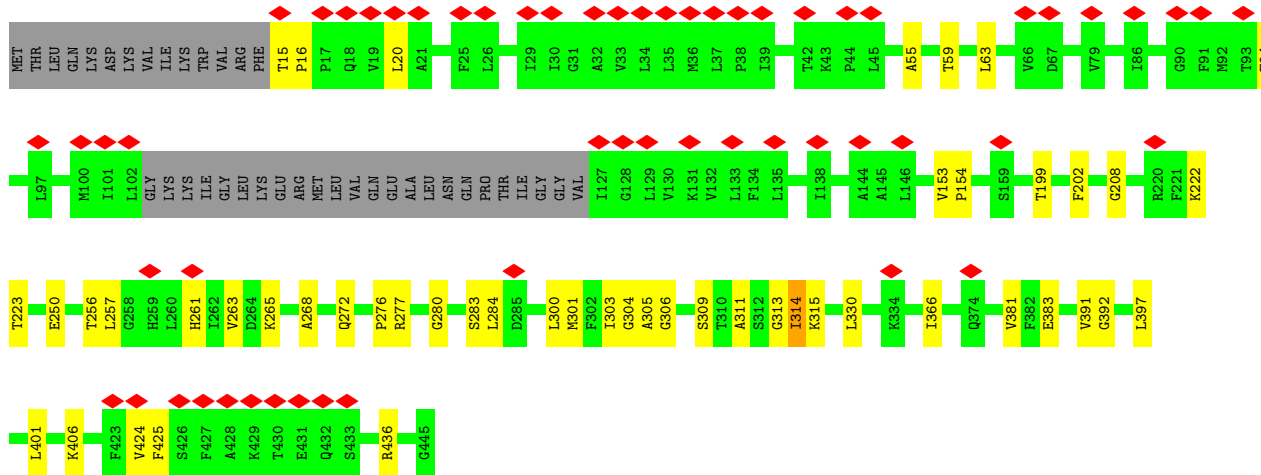 MET THR LEU GLN LYS ASP LYS VAL ILE LYS TRP VAL ARG PHE T15 P16 P17 Q18 V19 L20 A21 F25 L26 I29 I30 G31 A32 V33 L34 L35 M36 L37 P38 I39 T42 K43 P44 L45 A55 T59 L63 V66 D67 V79 I86 G90 F91 M92 T93
L97 M100 I101 L102 GLY LYS LYS ILE GLY LEU LYS GLU ARG MET LEU VAL GLN GLU ALA LEU ASN GLN PRO THR ILE GLY GLY VAL I127 G128 L129 V130 K131 V132 L133 F134 L135 I138 A144 A145 L146 V153 P154 S159 T199 F202 G208 R220 F221 K222
T223 E250 T256 L257 G258 H259 L260 H261 I262 V263 D264 K265 A268 Q272 P276 R277 G280 S283 L284 D285 L300 M301 F302 I303 G304 A305 G306 S309 T310 A311 S312 G313 I314 K315 L330 K334 I366 Q374 V381 F382 E383 V391 G392 L397
L401 K406 F423 V424 F425 S426 F427 A428 K429 T430 E431 Q432 S433 R436 G445